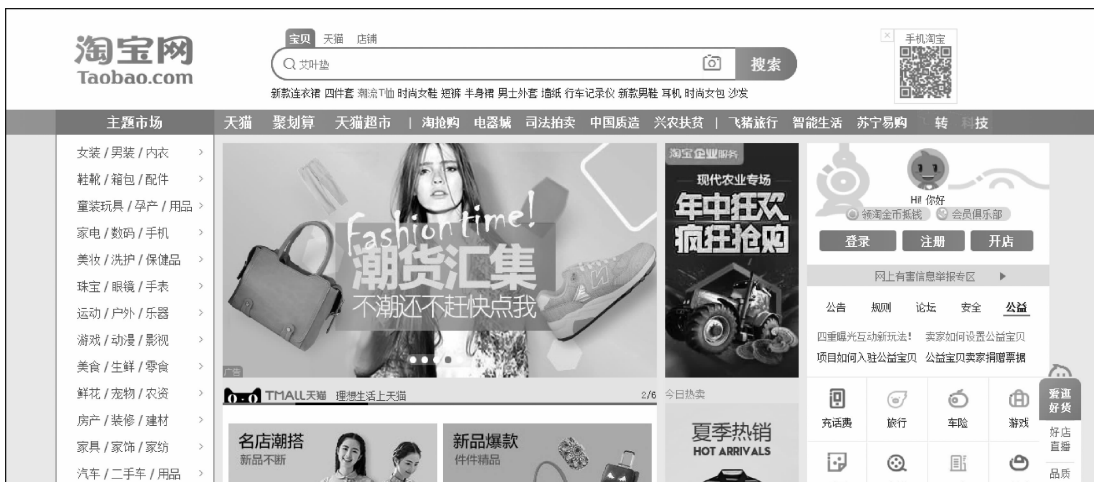 淘宝网
Taobao.com
宝贝 天猫 店铺
艾叶垫
搜索
新款连衣裙 四件套 潮流T恤 时尚女鞋 短裤 半身裙 男士外套 墙纸 行车记录仪 新款男鞋 耳机 时尚女包 沙发
手机淘宝
主题市场
天猫 聚划算 天猫超市 | 淘抢购 电器城 司法拍卖 中国质造 兴农扶贫 | 飞猪旅行 智能生活 苏宁易购 转 科技
女装 / 男装 / 内衣 >
鞋靴 / 箱包 / 配件 >
童装玩具 / 孕产 / 用品 >
家电 / 数码 / 手机 >
美妆 / 洗护 / 保健品 >
珠宝 / 眼镜 / 手表 >
运动 / 户外 / 乐器 >
游戏 / 动漫 / 影视 >
美食 / 生鲜 / 零食 >
鲜花 / 宠物 / 农资 >
房产 / 装修 / 建材 >
家具 / 家饰 / 家纺 >
汽车 / 二手车 / 用品 >
Fashion time!
潮货汇集
不潮还不赶快点我
广告
TMALL天猫 理想生活上天猫
2/6
名店潮搭
新品不断
新品爆款
件件精品
淘宝企业服务
现代农业专场
年中狂欢
疯狂抢购
今日热卖
夏季热销
HOT ARRIVALS
Hi! 你好
领淘金币抵钱 会员俱乐部
登录 注册 开店
网上有害信息举报专区
公告 规则 论坛 安全 公益
四重曝光互动新玩法! 卖家如何设置公益宝贝
项目如何入驻公益宝贝 公益宝贝卖家捐赠票据
充话费 旅行 车险 游戏
爱逛
好货
好店
直播
品质